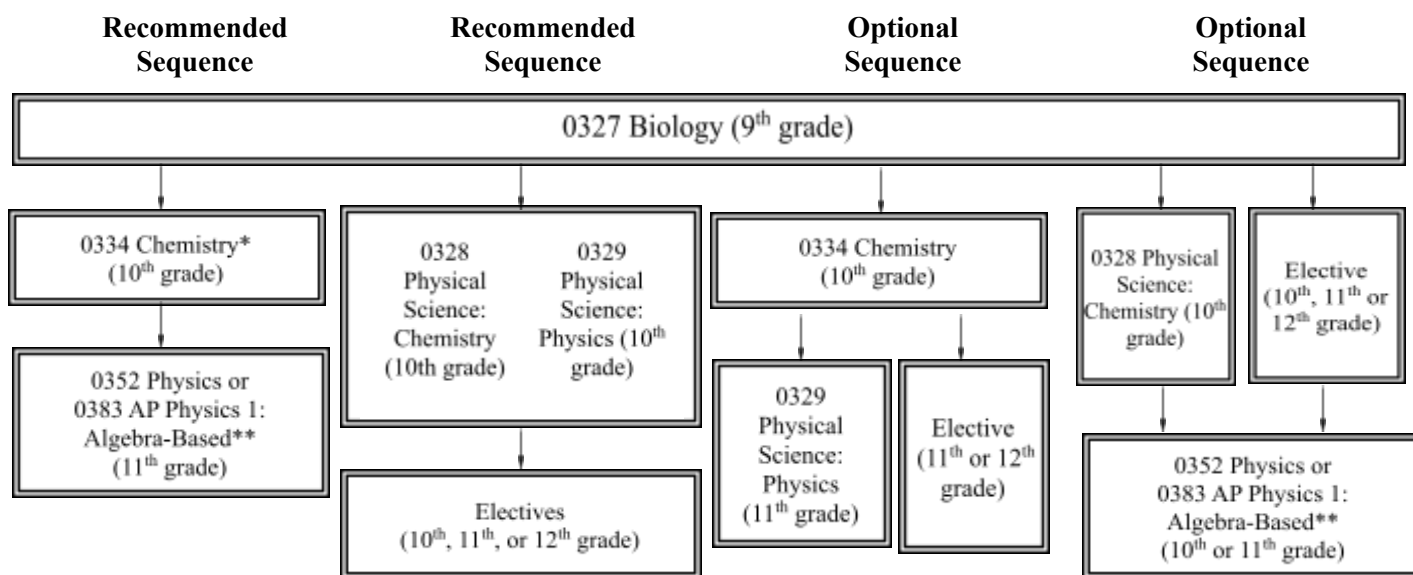 Recommended
Sequence
Recommended
Sequence
Optional
Sequence
Optional
Sequence
0327 Biology (9th grade)
0334 Chemistry*
(10th grade)
0352 Physics or
0383 AP Physics 1:
Algebra-Based**
(11th grade)
0328
Physical
Science:
Chemistry
(10th grade)
0329
Physical
Science:
Physics (10th
grade)
Electives
(10th, 11th, or 12th grade)
0334 Chemistry
(10th grade)
0329
Physical
Science:
Physics
(11th grade)
Elective
(11th or 12th
grade)
0328 Physical
Science:
Chemistry (10th
grade)
Elective
(10th, 11th or
12th grade)
0352 Physics or
0383 AP Physics 1:
Algebra-Based**
(10th or 11th grade)